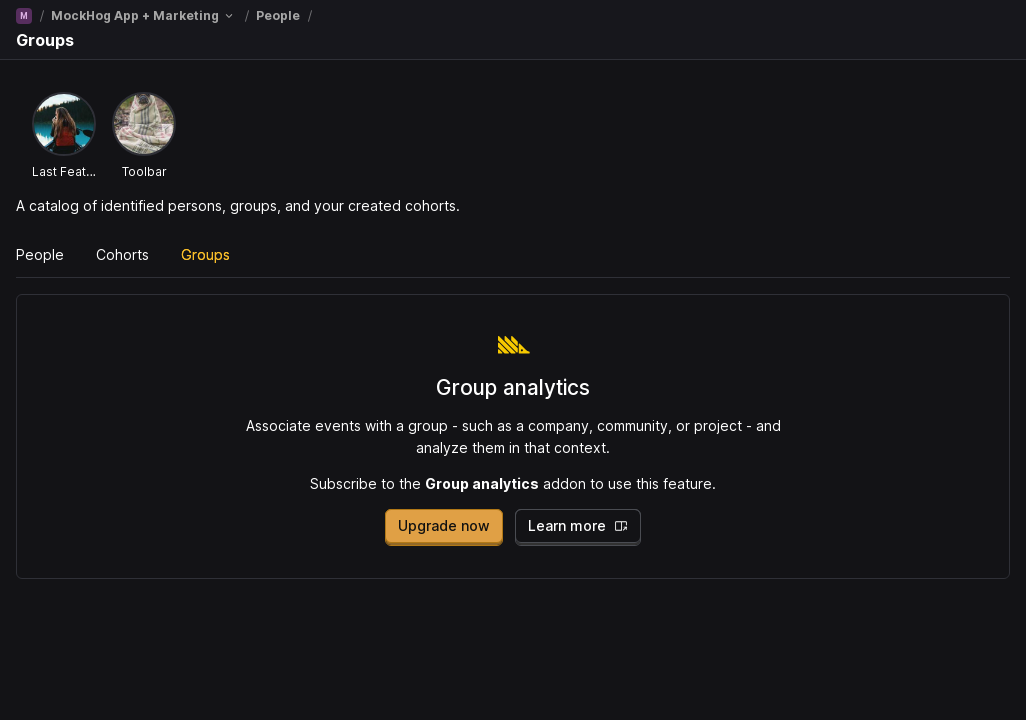 M / MockHog App + Marketing / People /
Groups
Last Feat...
Toolbar
A catalog of identified persons, groups, and your created cohorts.
People Cohorts Groups
Group analytics
Associate events with a group - such as a company, community, or project - and
analyze them in that context.
Subscribe to the Group analytics addon to use this feature.
Upgrade now Learn more